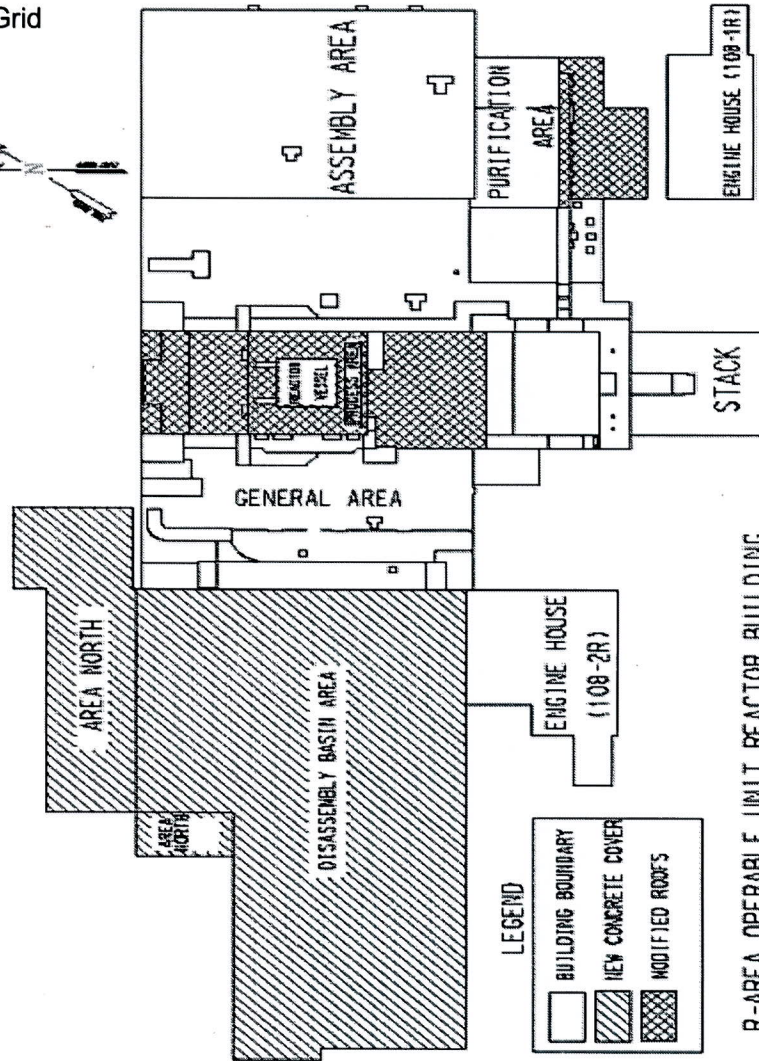 Grid
N
ASSEMBLY AREA
PURIFICATION
AREA
ENGINE HOUSE (108-1R)
REACTOR
VESSEL
PROCESS AREA
STACK
GENERAL AREA
AREA NORTH
AREA
NORTH
DISASSEMBLY BASIN AREA
ENGINE HOUSE
(108-2R)
LEGEND
BUILDING BOUNDARY
NEW CONCRETE COVER
MODIFIED ROOFS
R-AREA OPERABLE UNIT REACTOR BUILDING